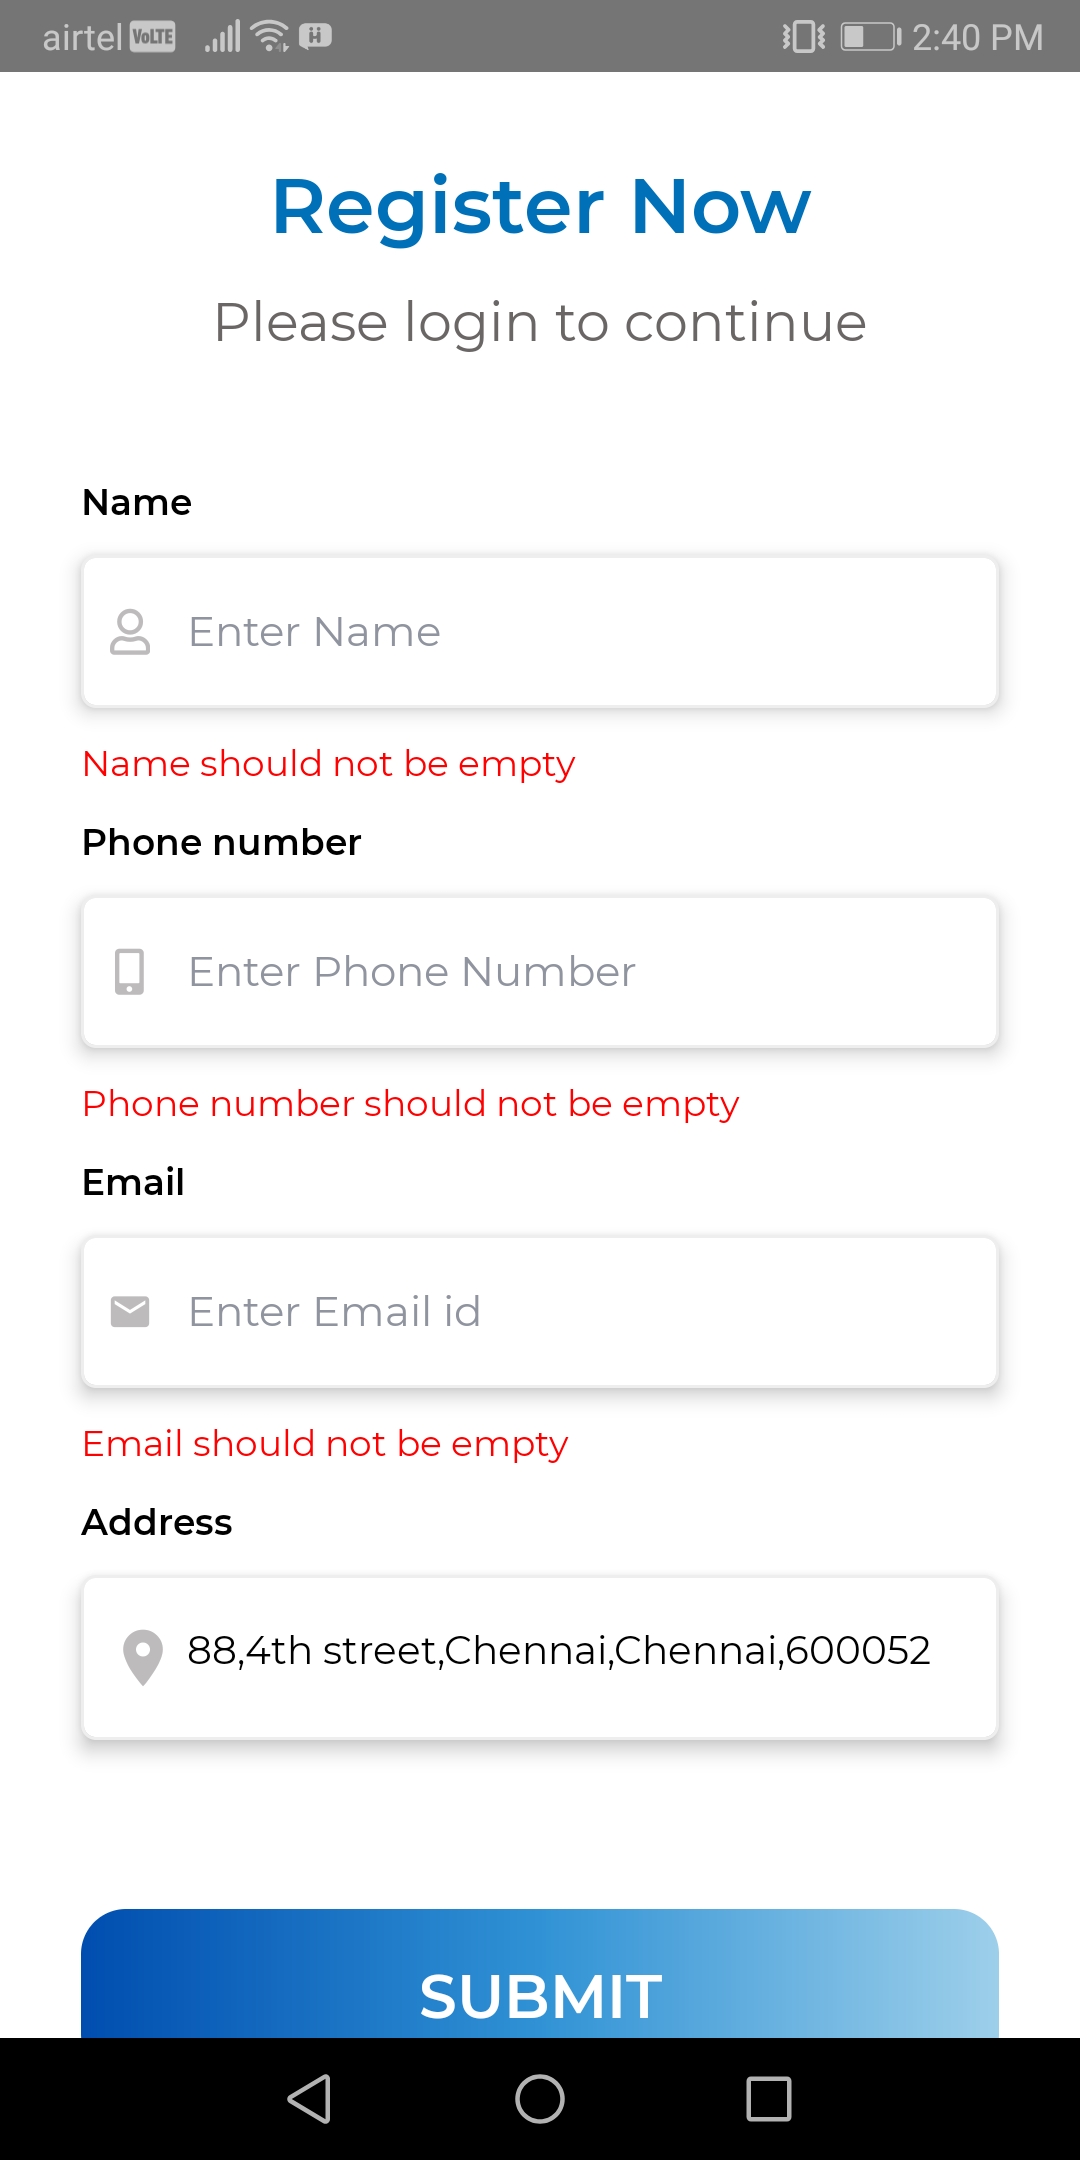 airtel VoLTE 2:40 PM
Register Now
Please login to continue
Name
Enter Name
Name should not be empty
Phone number
Enter Phone Number
Phone number should not be empty
Email
Enter Email id
Email should not be empty
Address
88,4th street,Chennai,Chennai,600052
SUBMIT